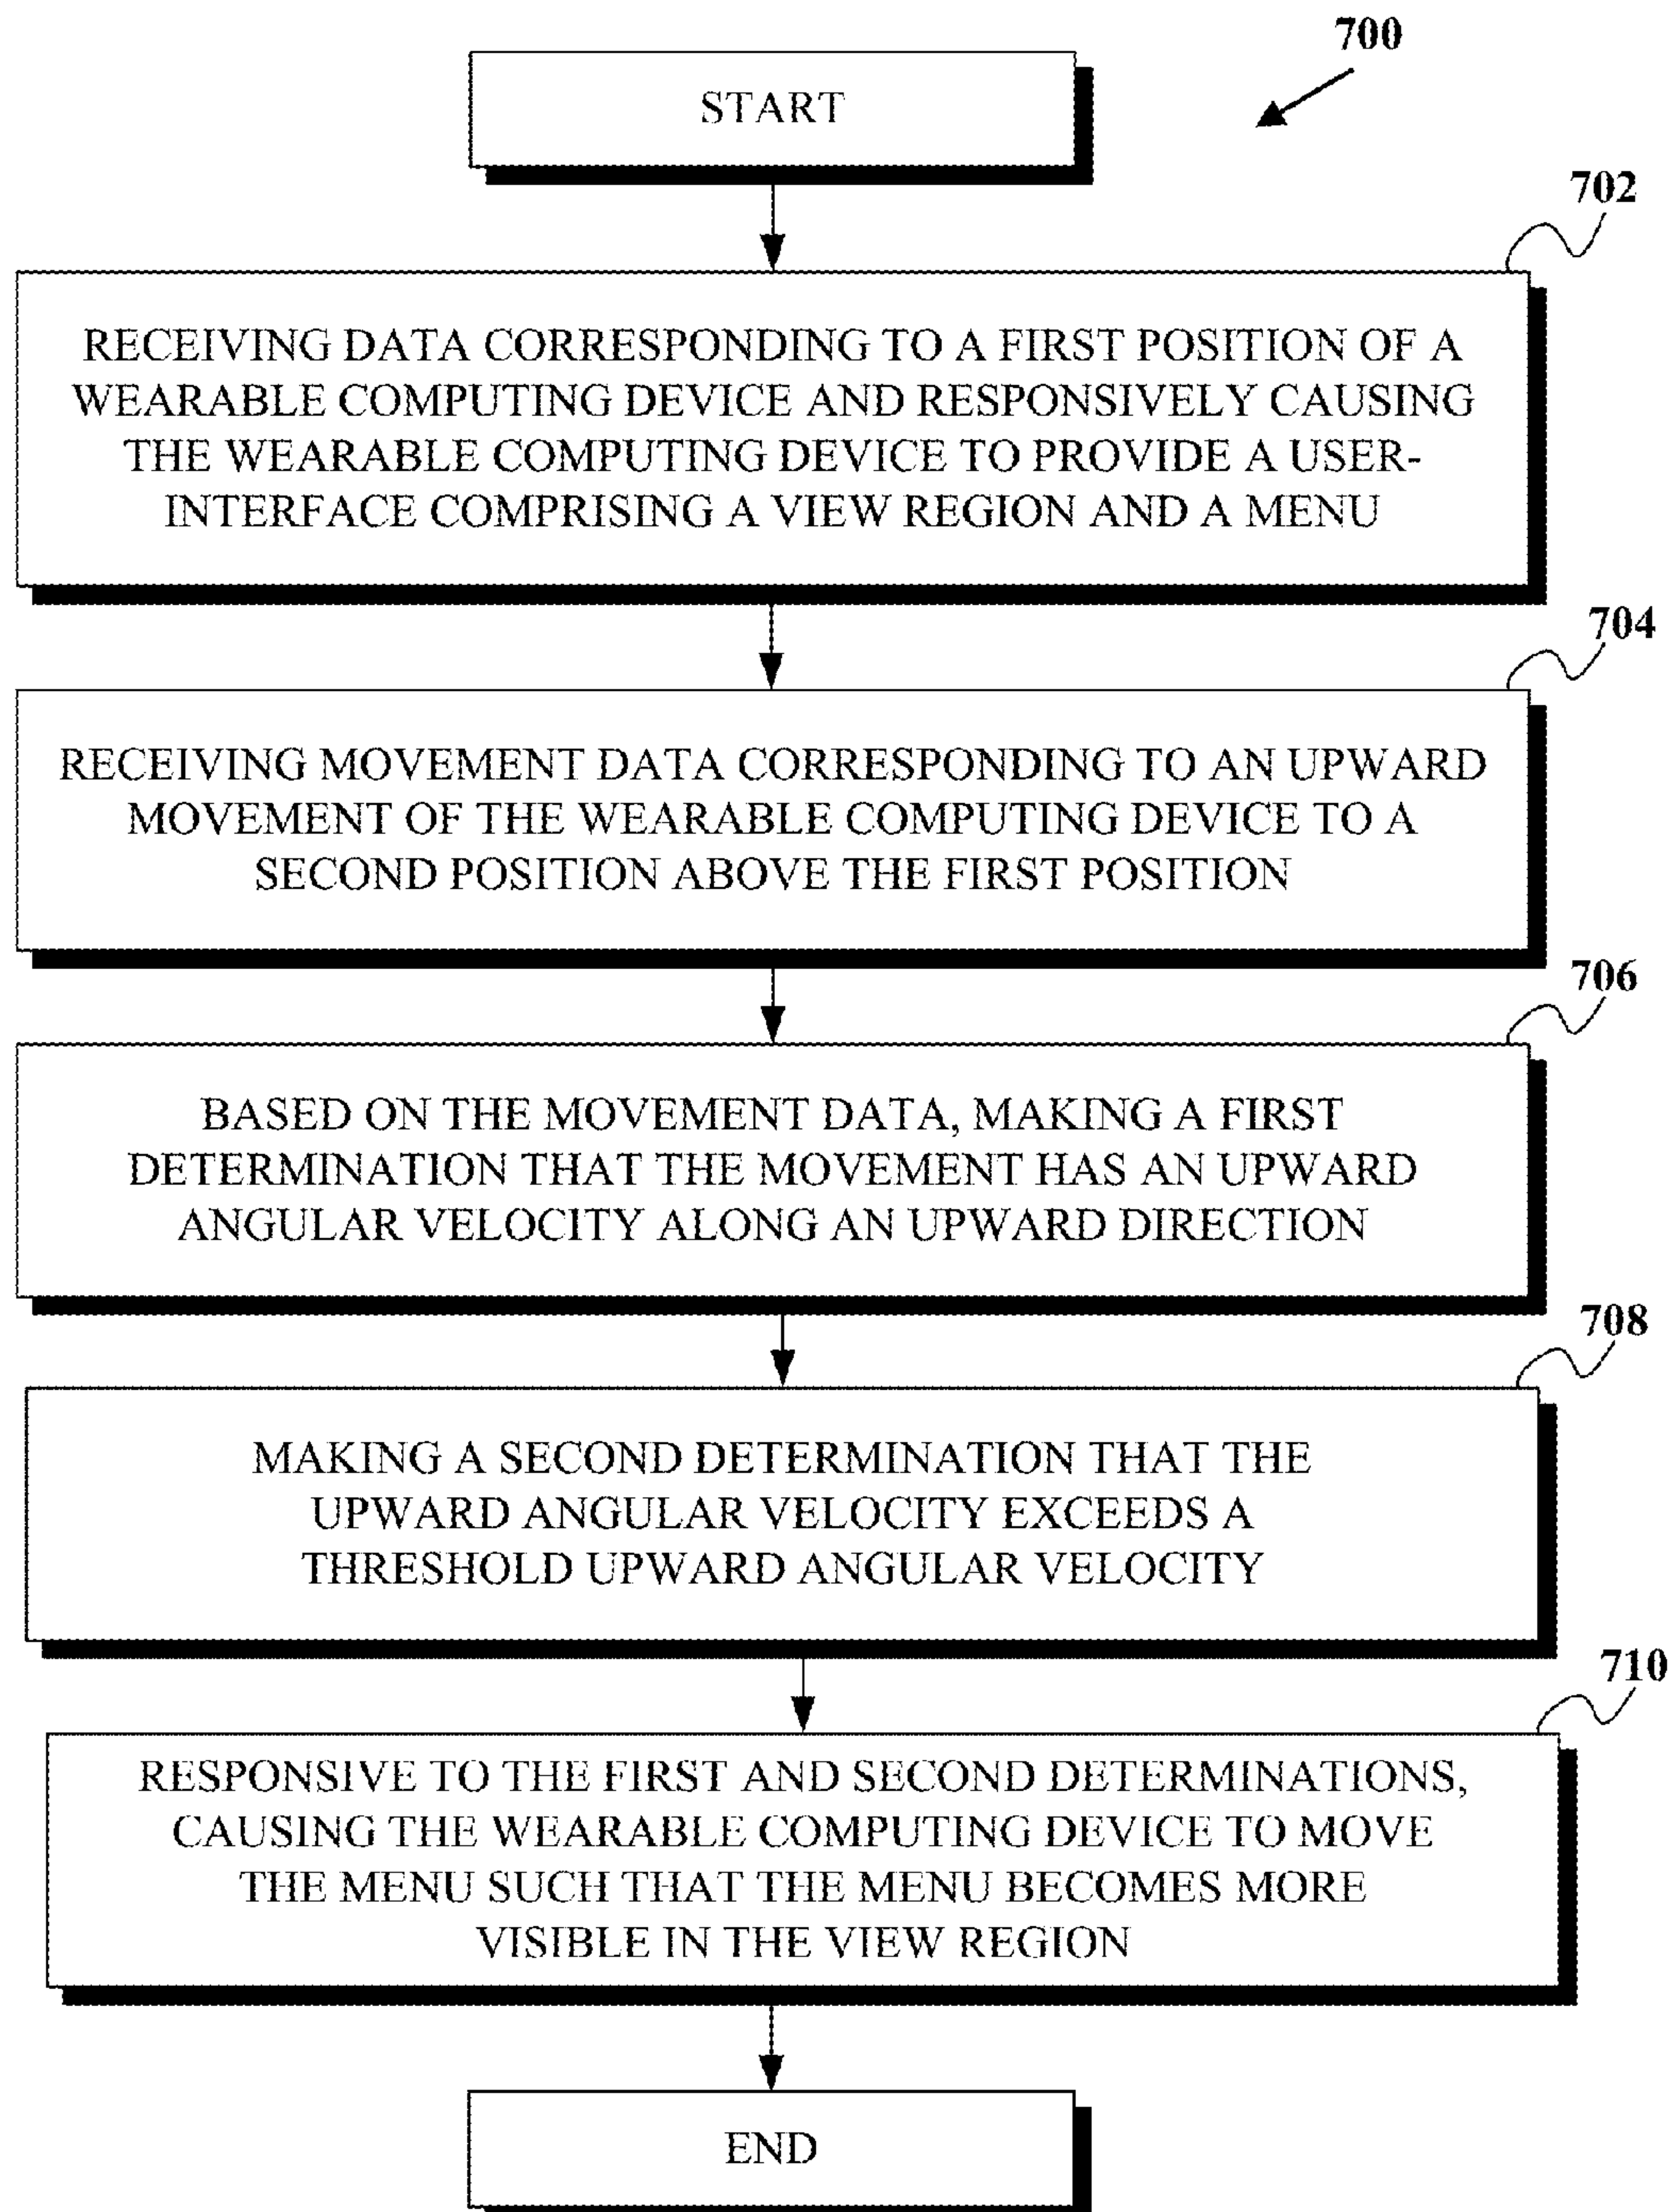 700
START
702
RECEIVING DATA CORRESPONDING TO A FIRST POSITION OF A
WEARABLE COMPUTING DEVICE AND RESPONSIVELY CAUSING
THE WEARABLE COMPUTING DEVICE TO PROVIDE A USER-
INTERFACE COMPRISING A VIEW REGION AND A MENU
704
RECEIVING MOVEMENT DATA CORRESPONDING TO AN UPWARD
MOVEMENT OF THE WEARABLE COMPUTING DEVICE TO A
SECOND POSITION ABOVE THE FIRST POSITION
706
BASED ON THE MOVEMENT DATA, MAKING A FIRST
DETERMINATION THAT THE MOVEMENT HAS AN UPWARD
ANGULAR VELOCITY ALONG AN UPWARD DIRECTION
708
MAKING A SECOND DETERMINATION THAT THE
UPWARD ANGULAR VELOCITY EXCEEDS A
THRESHOLD UPWARD ANGULAR VELOCITY
710
RESPONSIVE TO THE FIRST AND SECOND DETERMINATIONS,
CAUSING THE WEARABLE COMPUTING DEVICE TO MOVE
THE MENU SUCH THAT THE MENU BECOMES MORE
VISIBLE IN THE VIEW REGION
END